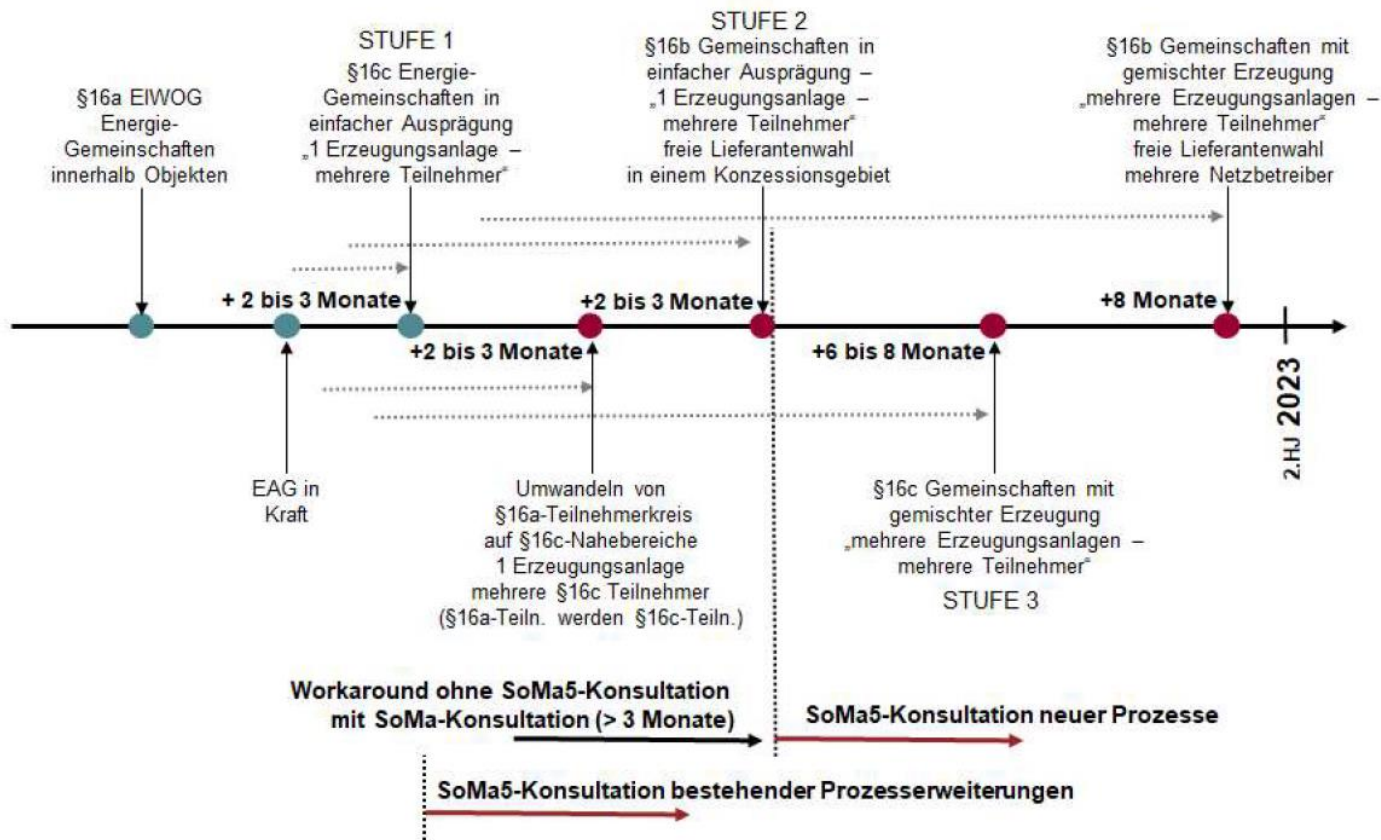 STUFE 1
§16c Energie-
Gemeinschaften in
einfacher Ausprägung
„1 Erzeugungsanlage –
mehrere Teilnehmer“
STUFE 2
§16b Gemeinschaften in
einfacher Ausprägung –
„1 Erzeugungsanlage –
mehrere Teilnehmer“
freie Lieferantenwahl
in einem Konzessionsgebiet
§16b Gemeinschaften mit
gemischter Erzeugung
„mehrere Erzeugungsanlagen –
mehrere Teilnehmer“
freie Lieferantenwahl
mehrere Netzbetreiber
§16a EIWOG
Energie-
Gemeinschaften
innerhalb Objekten
+ 2 bis 3 Monate
+2 bis 3 Monate
+8 Monate
+2 bis 3 Monate
+6 bis 8 Monate
2.HJ 2023
EAG in
Kraft
Umwandeln von
§16a-Teilnehmerkreis
auf §16c-Nahebereiche
1 Erzeugungsanlage
mehrere §16c Teilnehmer
(§16a-Teiln. werden §16c-Teiln.)
§16c Gemeinschaften mit
gemischter Erzeugung
„mehrere Erzeugungsanlagen –
mehrere Teilnehmer“
STUFE 3
Workaround ohne SoMa5-Konsultation
mit SoMa-Konsultation (> 3 Monate)
SoMa5-Konsultation neuer Prozesse
SoMa5-Konsultation bestehender Prozesserweiterungen